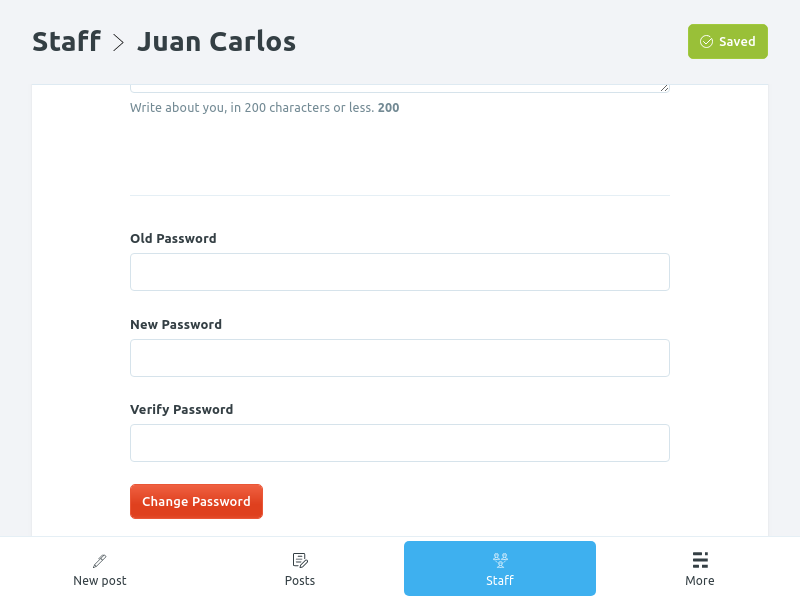 Staff > Juan Carlos
Saved
Write about you, in 200 characters or less. 200
Old Password
New Password
Verify Password
Change Password
New post
Posts
Staff
More